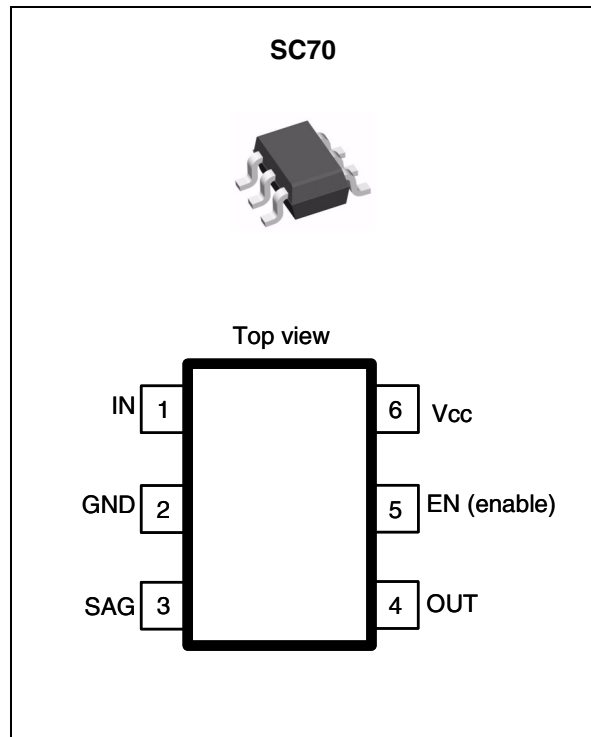 SC70
Top view
IN 1 6 Vcc
GND 2 5 EN (enable)
SAG 3 4 OUT